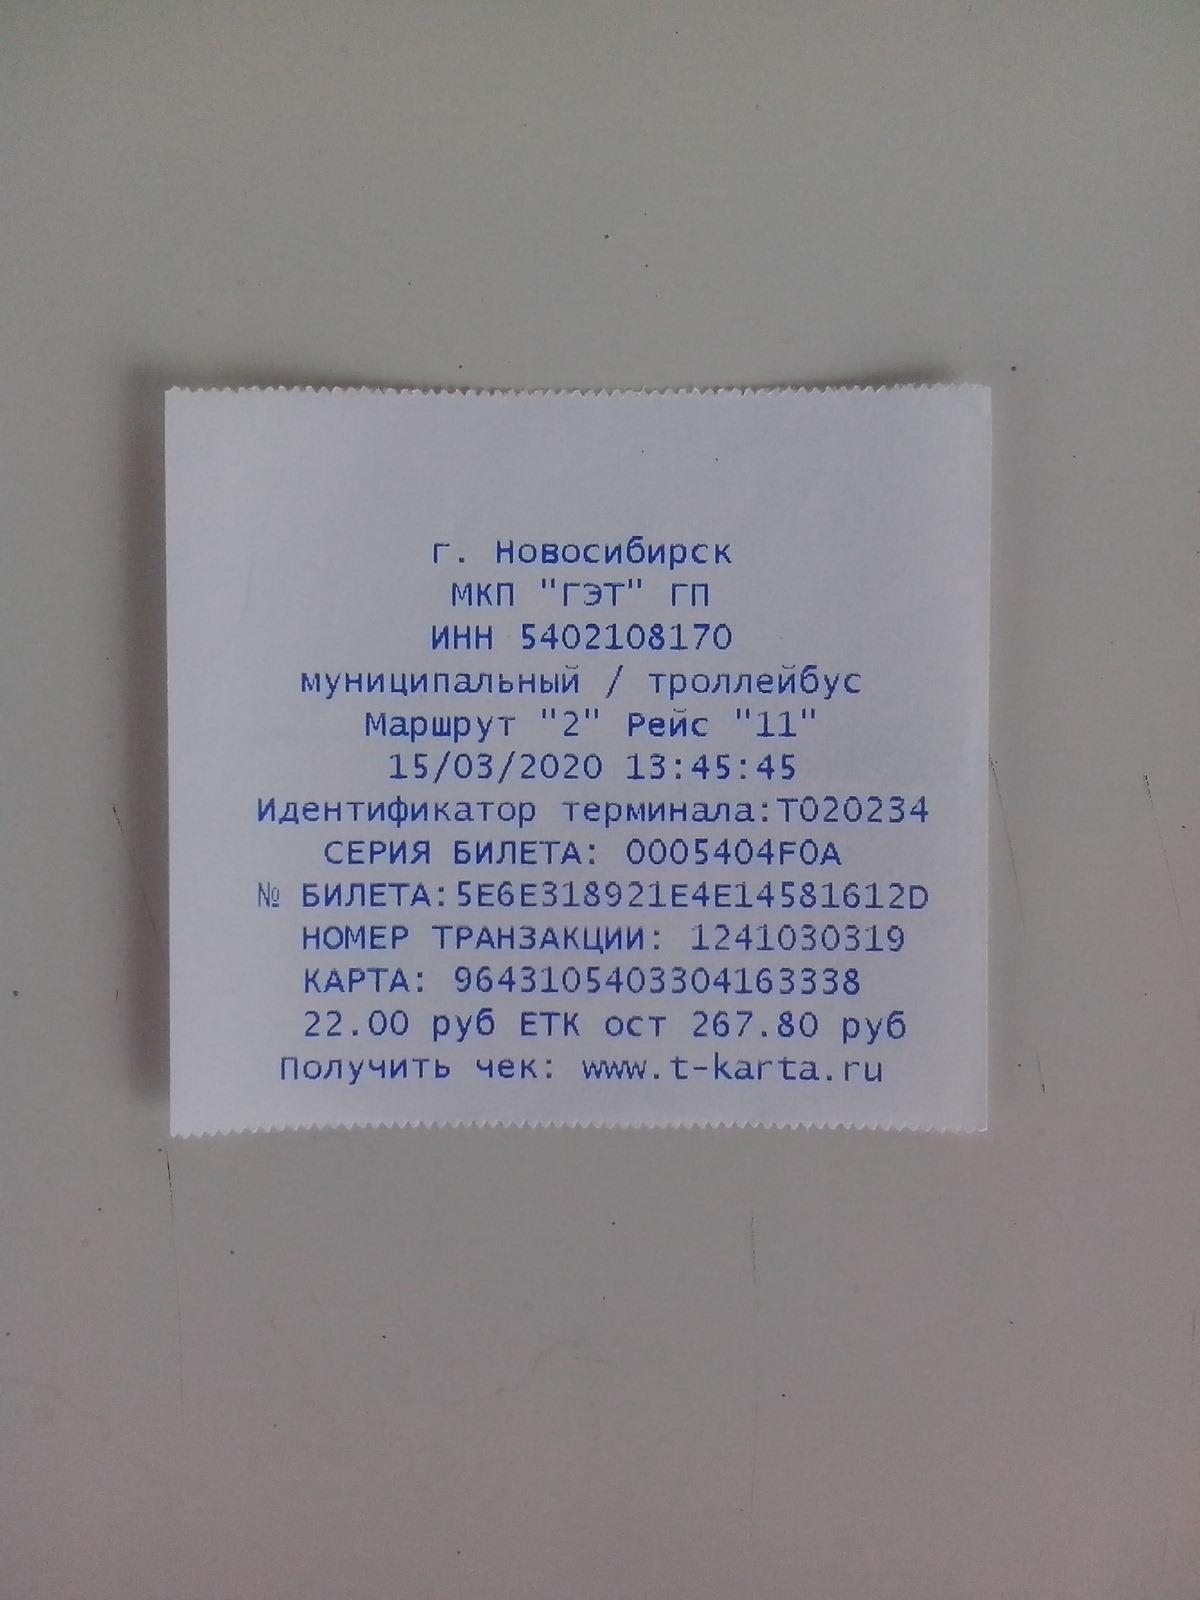 г. Новосибирск
МКП "ГЭТ" ГП
ИНН 5402108170
муниципальный / троллейбус
Маршрут "2" Рейс "11"
15/03/2020 13:45:45
Идентификатор терминала:T020234
СЕРИЯ БИЛЕТА: 0005404F0A
№ БИЛЕТА:5E6E318921E4E14581612D
НОМЕР ТРАНЗАКЦИИ: 1241030319
КАРТА: 9643105403304163338
22.00 руб ЕТК ост 267.80 руб
Получить чек: www.t-karta.ru